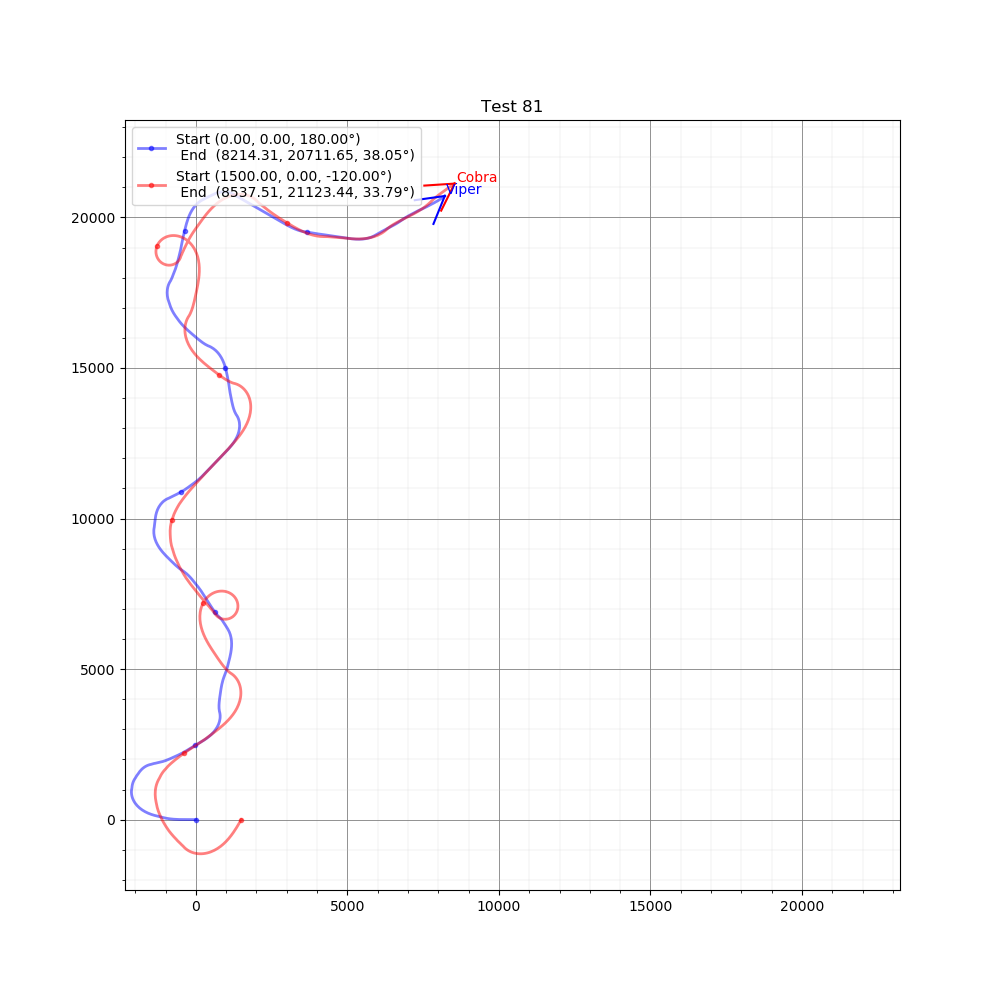 Test 81
Start (0.00, 0.00, 180.00°)
End (8214.31, 20711.65, 38.05°)
Start (1500.00, 0.00, -120.00°)
End (8537.51, 21123.44, 33.79°)
Cobra
Viper
20000
15000
10000
5000
0
0 5000 10000 15000 20000